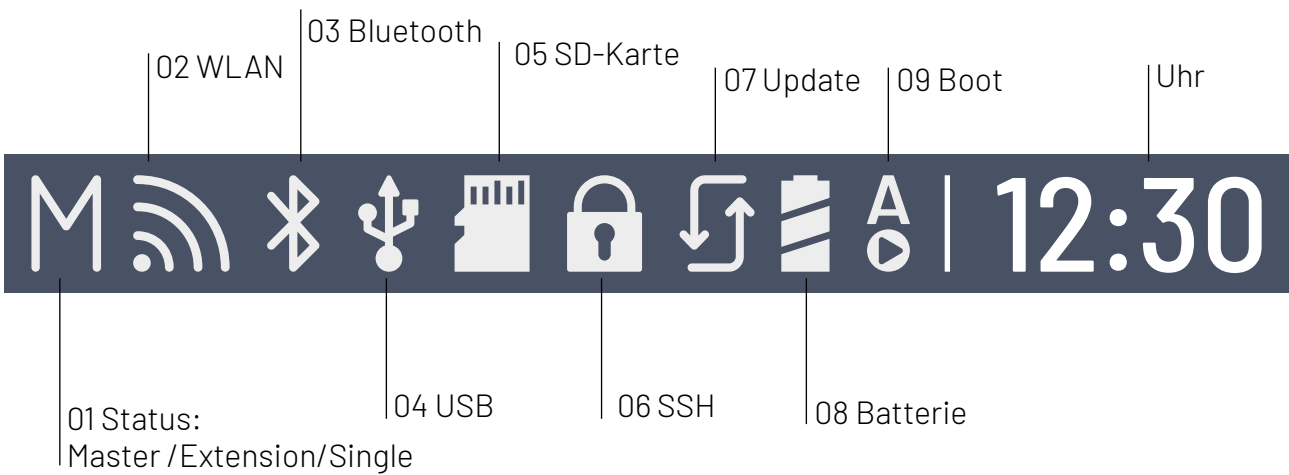 03 Bluetooth
02 WLAN
05 SD-Karte
07 Update
09 Boot
Uhr
M
A
12:30
01 Status:
Master /Extension/Single
04 USB
06 SSH
08 Batterie